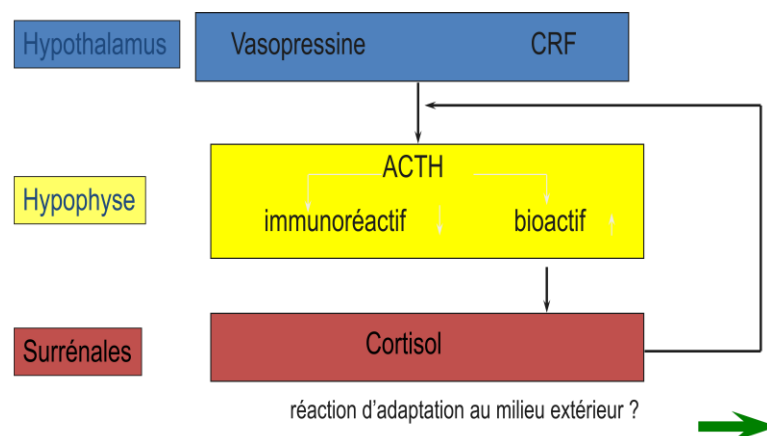 Hypothalamus
Vasopressine CRF
ACTH
Hypophyse
immunoréactif bioactif
Surrénales
Cortisol
réaction d'adaptation au milieu extérieur ?